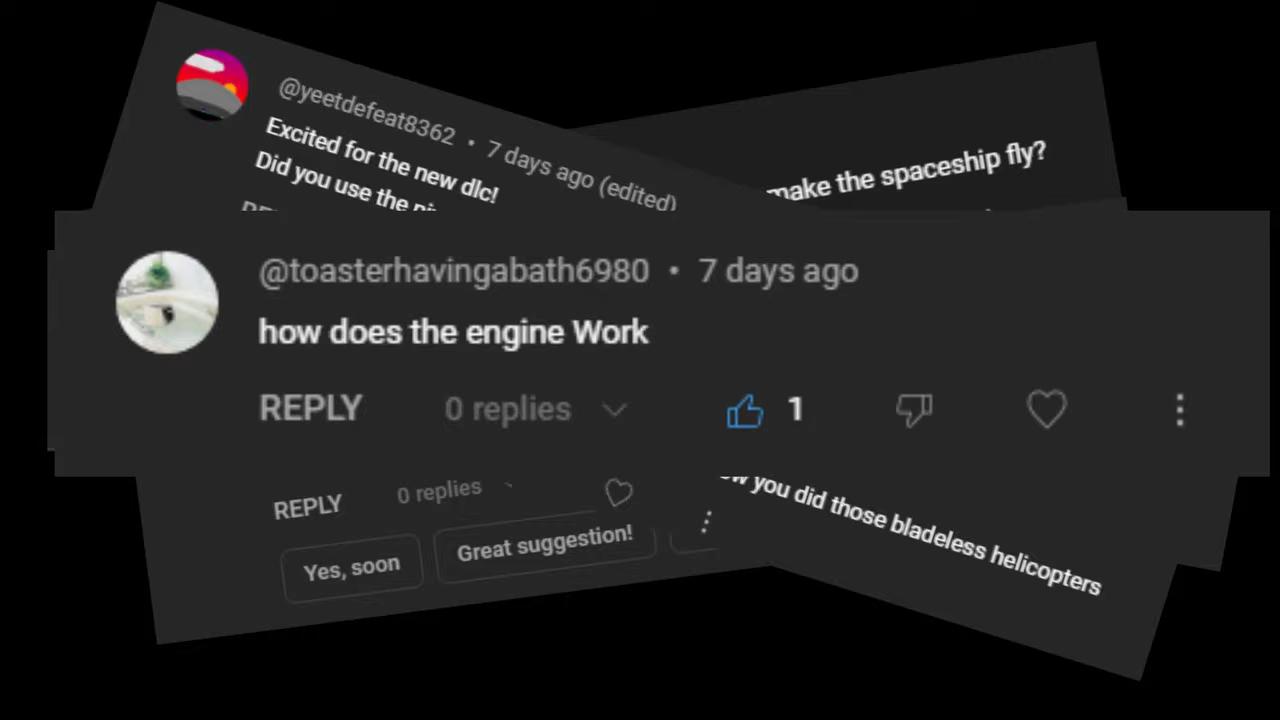 @yeetdefeat8362 • 7 days ago (edited)
Excited for the new dlc!
Did you use the
make the spaceship fly?
@toasterhavingabath6980 • 7 days ago
how does the engine Work
REPLY 0 replies 1
REPLY 0 replies
Yes, soon Great suggestion!
you did those bladeless helicopters